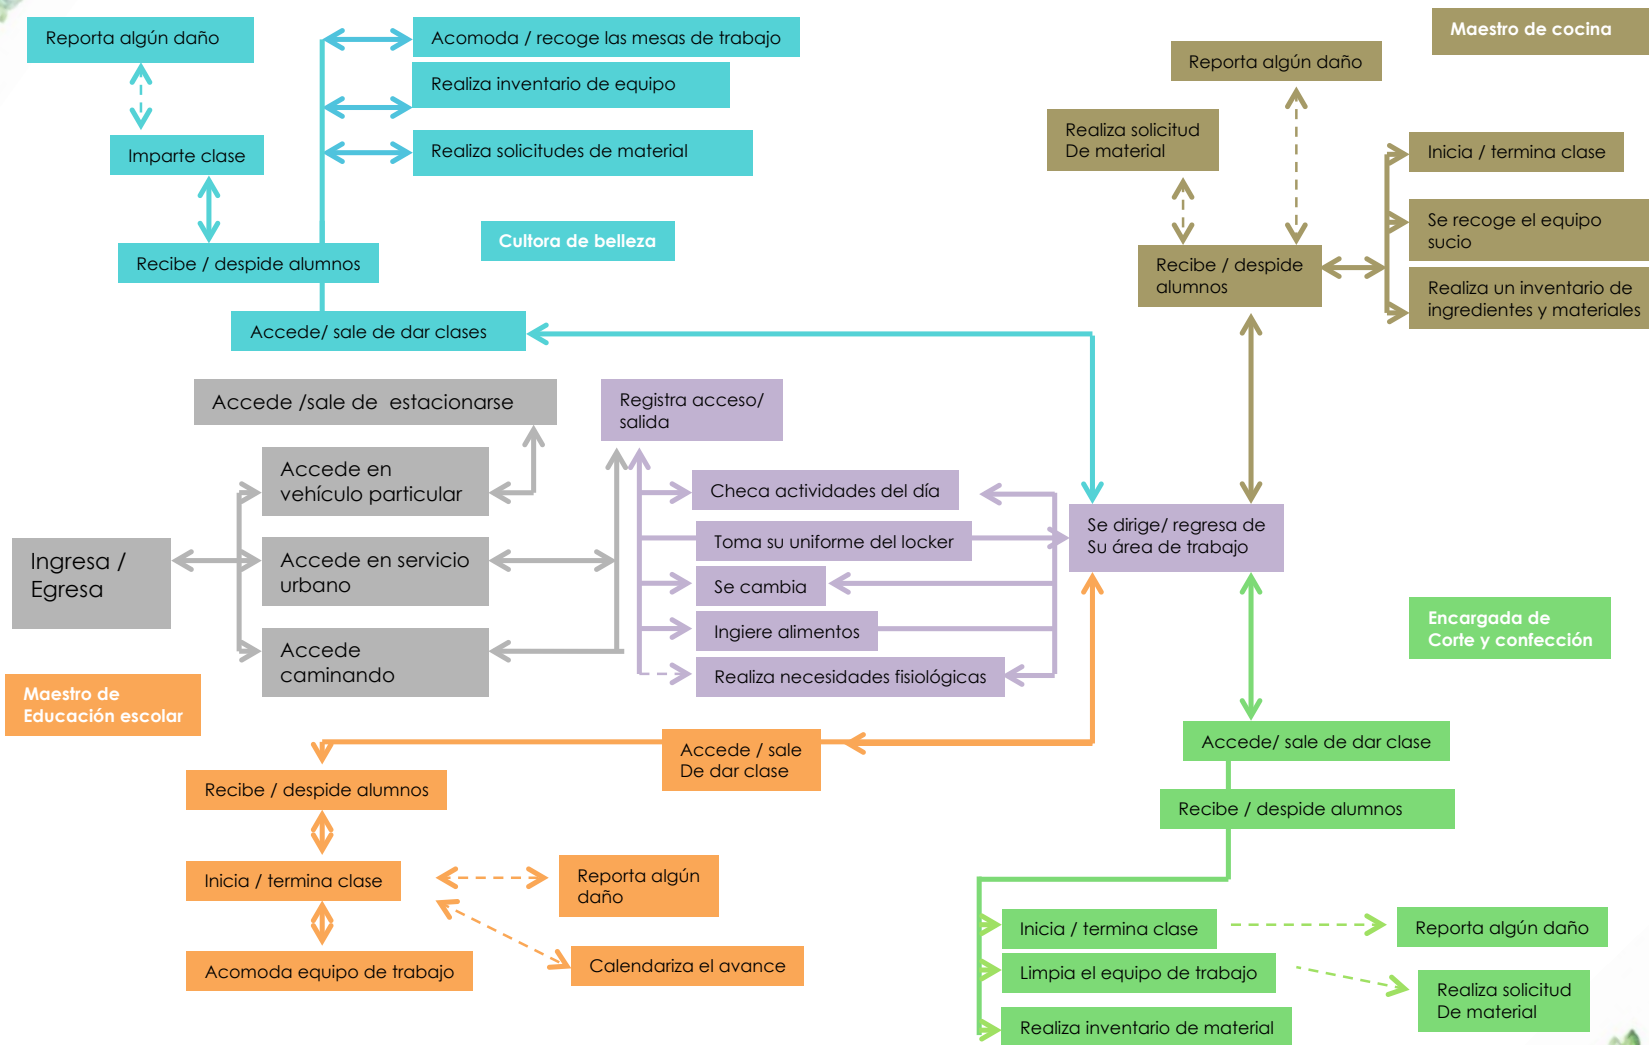 Reporta algún daño
Acomoda / recoge las mesas de trabajo
Realiza inventario de equipo
Realiza solicitudes de material
Imparte clase
Recibe / despide alumnos
Cultora de belleza
Accede/ sale de dar clases
Maestro de cocina
Reporta algún daño
Realiza solicitud
De material
Inicia / termina clase
Se recoge el equipo
sucio
Recibe / despide
alumnos
Realiza un inventario de
ingredientes y materiales
Accede /sale de estacionarse
Accede en
vehículo particular
Ingresa /
Egresa
Accede en servicio
urbano
Accede
caminando
Registra acceso/
salida
Checa actividades del día
Toma su uniforme del locker
Se cambia
Ingiere alimentos
Realiza necesidades fisiológicas
Se dirige/ regresa de
Su área de trabajo
Encargada de
Corte y confección
Maestro de
Educación escolar
Accede / sale
De dar clase
Recibe / despide alumnos
Inicia / termina clase
Reporta algún
daño
Acomoda equipo de trabajo
Calendariza el avance
Accede/ sale de dar clase
Recibe / despide alumnos
Inicia / termina clase
Reporta algún daño
Limpia el equipo de trabajo
Realiza solicitud
De material
Realiza inventario de material